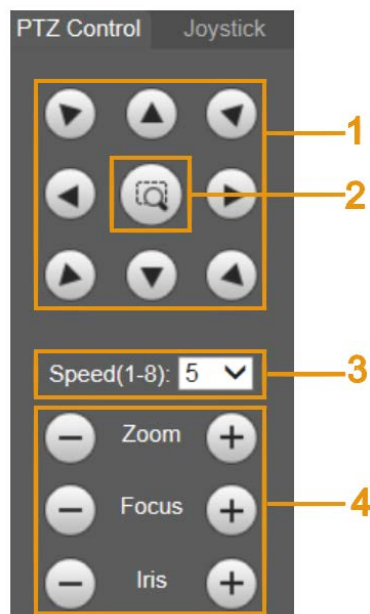 PTZ Control Joystick
1
2
Speed(1-8): 5
3
Zoom
Focus
4
Iris